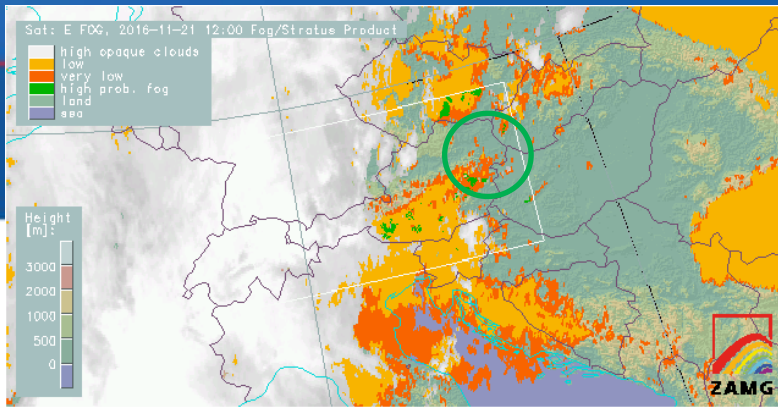 Sat: E FOG, 2016-11-21 12:00 Fog/Stratus Product
high opaque clouds
low
very low
high prob. fog
land
sea
Height
[m]:
3000
2000
1000
500
0
ZAMG